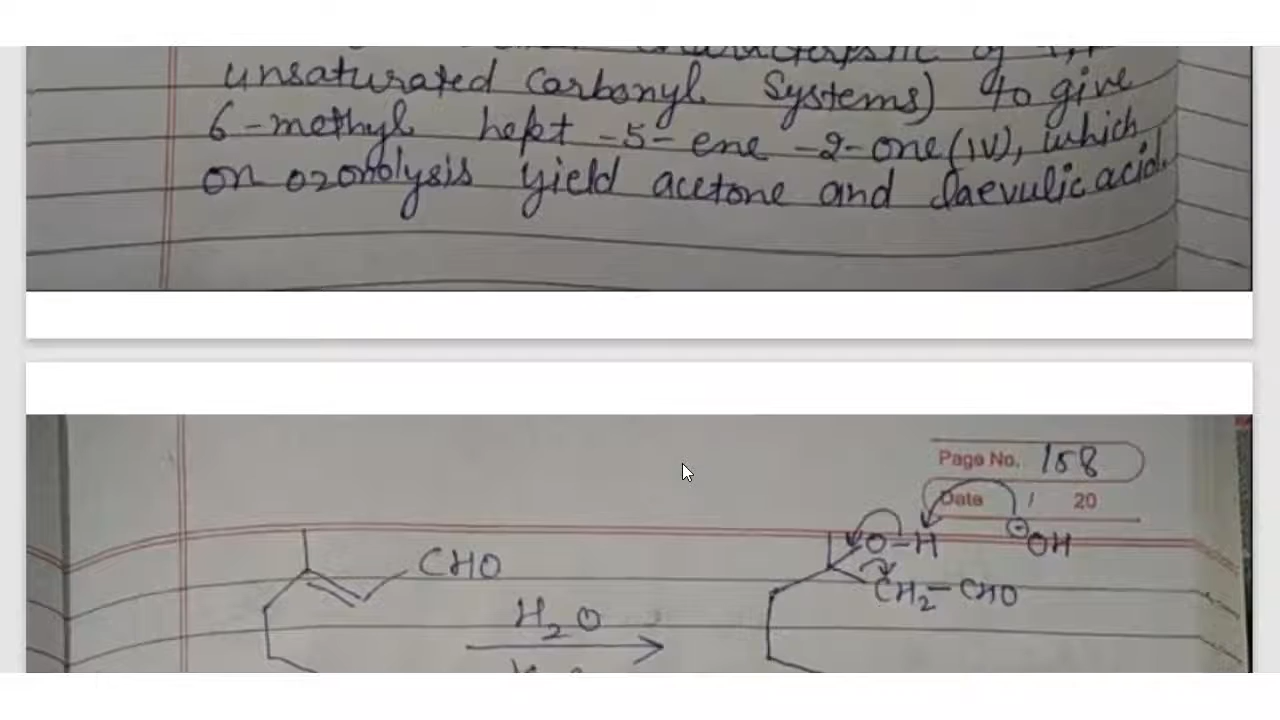 unsaturated Carbonyl Systems) to give
6-methyl hept -5- ene -2-one (IV), which
on ozonolysis yield acetone and laevulic acid.
Page No. 158
Date / 20
CHO
O-H OH
CH2-CHO
H2O